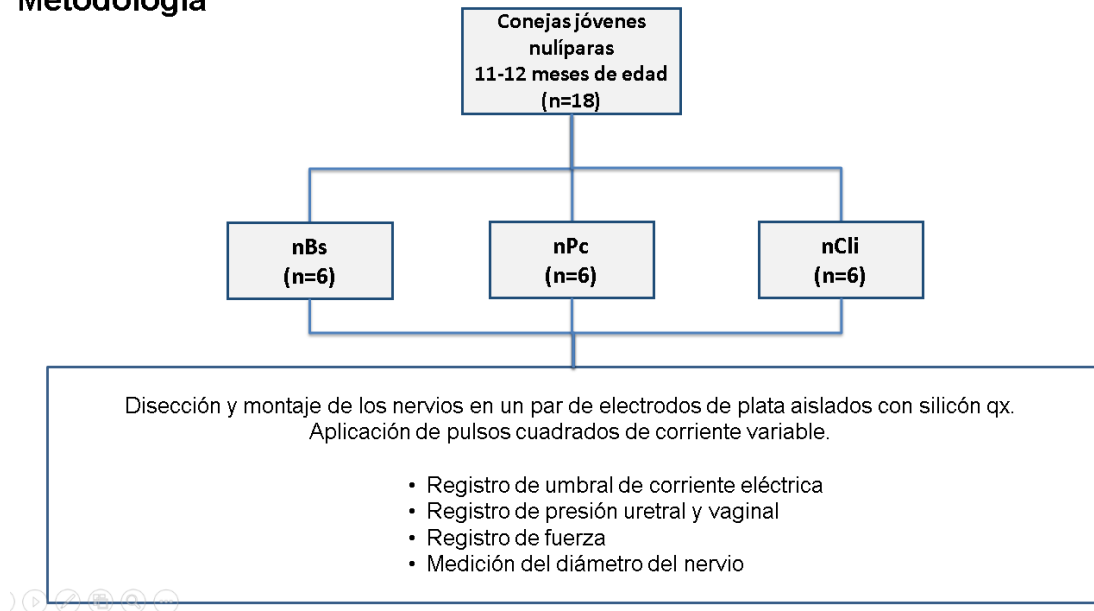 Metodología
Conejas jóvenes
nulíparas
11-12 meses de edad
(n=18)
nBs
(n=6)
nPc
(n=6)
nCli
(n=6)
Disección y montaje de los nervios en un par de electrodos de plata aislados con silicón qx.
Aplicación de pulsos cuadrados de corriente variable.
• Registro de umbral de corriente eléctrica
• Registro de presión uretral y vaginal
• Registro de fuerza
• Medición del diámetro del nervio